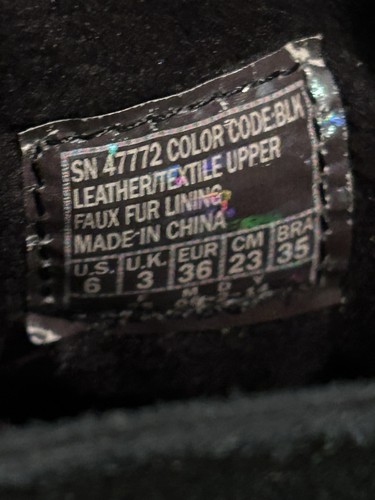 SN 47772 COLOR CODE:BLK
LEATHER/TEXTILE UPPER
FAUX FUR LINING
MADE-IN CHINA
U.S. U.K. EUR CM BRA
6 3 36 23 35